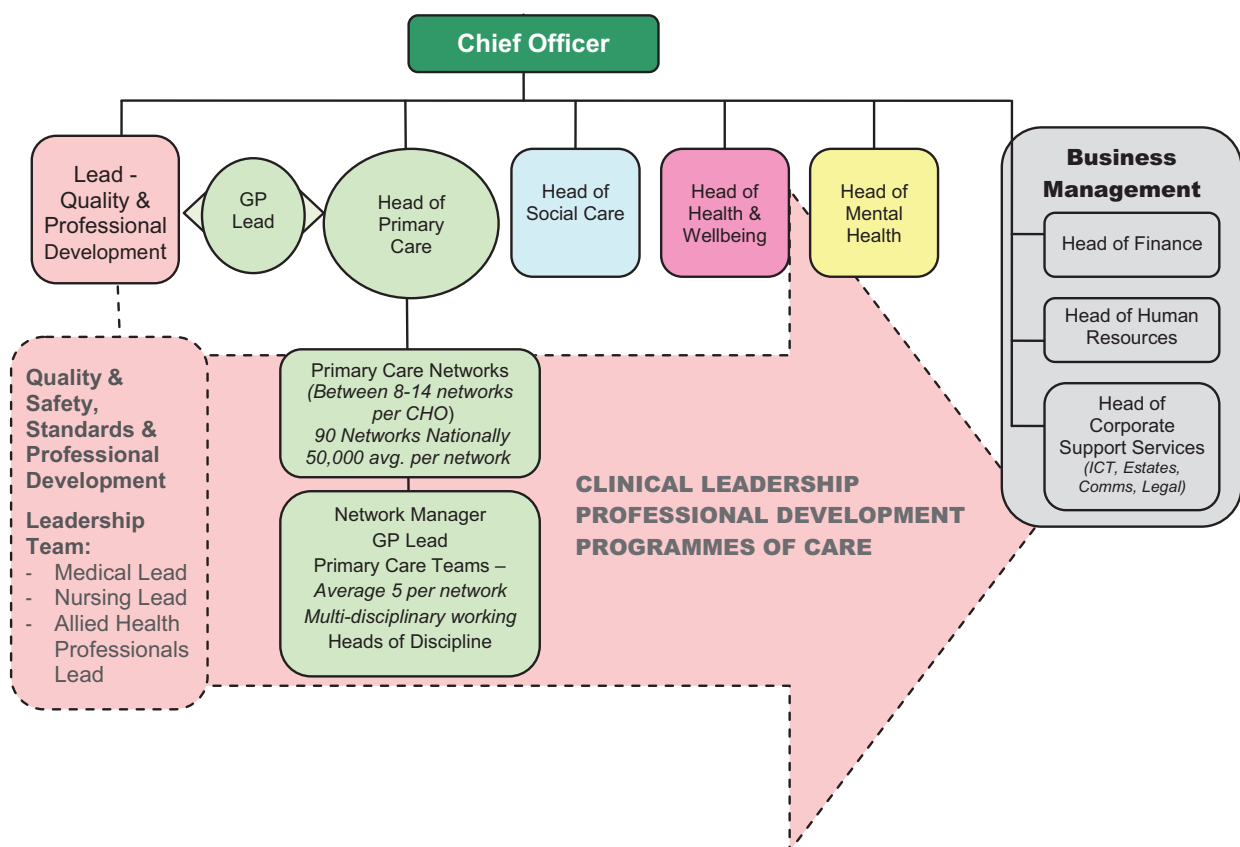 Chief Officer
Lead -
Quality &
Professional
Development
GP
Lead
Head of
Primary
Care
Head of
Social Care
Head of
Health &
Wellbeing
Head of
Mental
Health
Business
Management
Head of Finance
Head of Human
Resources
Head of
Corporate
Support Services
(ICT, Estates,
Comms, Legal)
Quality &
Safety,
Standards &
Professional
Development
Leadership
Team:
- Medical Lead
- Nursing Lead
- Allied Health
Professionals
Lead
Primary Care Networks
(Between 8-14 networks
per CHO)
90 Networks Nationally
50,000 avg. per network
Network Manager
GP Lead
Primary Care Teams –
Average 5 per network
Multi-disciplinary working
Heads of Discipline
CLINICAL LEADERSHIP
PROFESSIONAL DEVELOPMENT
PROGRAMMES OF CARE